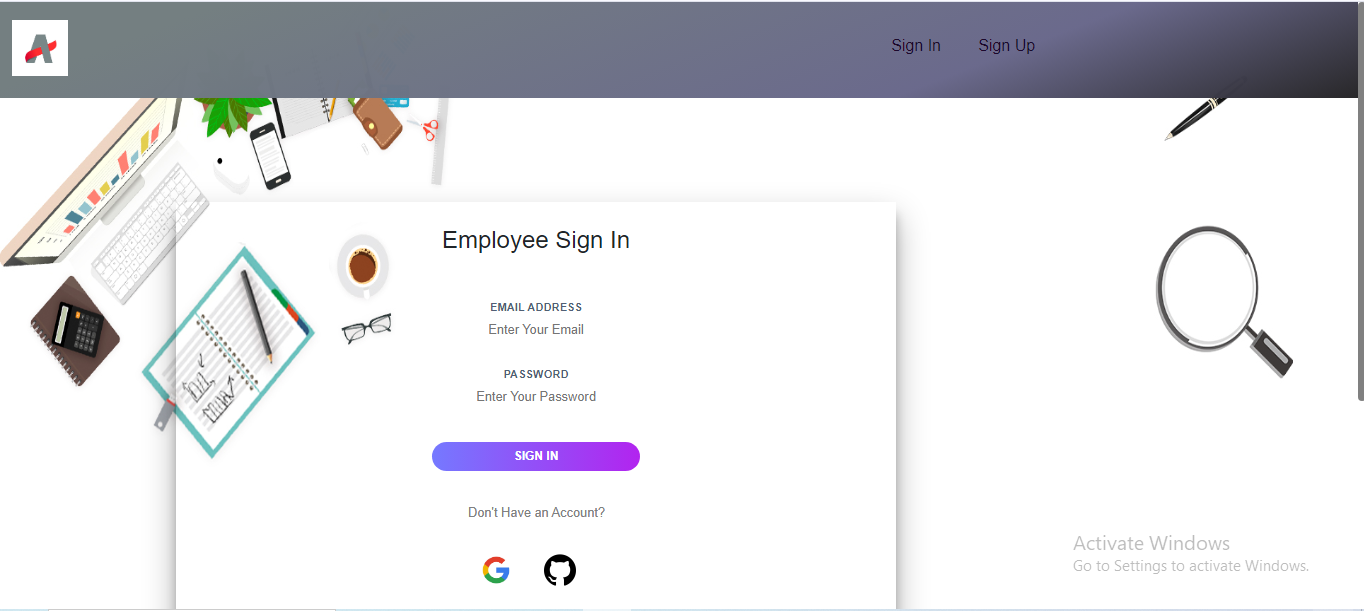 Sign In
Sign Up
Employee Sign In
EMAIL ADDRESS
Enter Your Email
PASSWORD
Enter Your Password
SIGN IN
Don't Have an Account?
Activate Windows
Go to Settings to activate Windows.